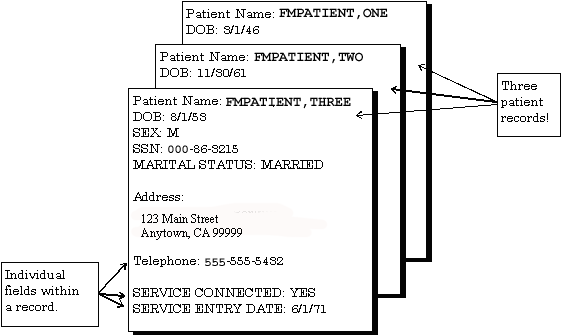 Patient Name: FMPATIENT,ONE
DOB: 3/1/46
Patient Name: FMPATIENT,TWO
DOB: 11/30/61
Patient Name: FMPATIENT,THREE
DOB: 8/1/53
SEX: M
SSN: 000-86-3215
MARITAL STATUS: MARRIED
Address:
123 Main Street
Anytown, CA 99999
Telephone: 555-555-5432
SERVICE CONNECTED: YES
SERVICE ENTRY DATE: 6/1/71
Three
patient
records!
Individual
fields within
a record.